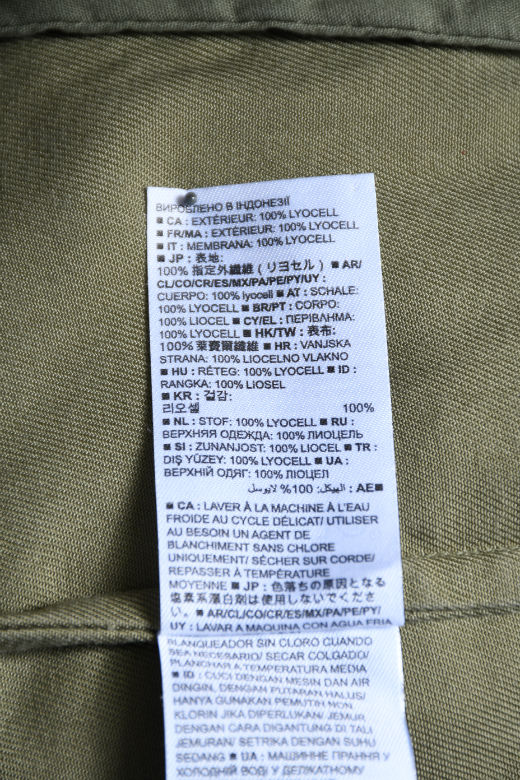 ВИРОБЛЕНО В ІНДОНЕЗІЇ
■ CA : EXTÉRIEUR: 100% LYOCELL
■ FR/MA : EXTÉRIEUR: 100% LYOCELL
■ IT : MEMBRANA: 100% LYOCELL
■ JP : 表地:
100% 指定外繊維 ( リヨセル ) ■ AR/
CL/CO/CR/ES/MX/PA/PE/PY/UY :
CUERPO: 100% lyocell ■ AT : SCHALE:
100% LYOCELL ■ BR/PT : CORPO:
100% LIOCEL ■ CY/EL : ΠΕΡΙΒΛΗΜΑ:
100% LYOCELL ■ HK/TW : 表布:
100% 萊賽爾纖維 ■ HR : VANJSKA
STRANA: 100% LIOCELNO VLAKNO
■ HU : RÉTEG: 100% LYOCELL ■ ID :
RANGKA: 100% LIOSEL
■ KR : 겉감:
리오셀 100%
■ NL : STOF: 100% LYOCELL ■ RU :
ВЕРХНЯЯ ОДЕЖДА: 100% ЛИОЦЕЛЬ
■ SI : ZUNANJOST: 100% LIOCEL ■ TR :
DIŞ YÜZEY: 100% LYOCELL ■ UA :
ВЕРХНІЙ ОДЯГ: 100% ЛІОЦЕЛ
■AE : الهيكل: 100% لايوسل
■ CA : LAVER À LA MACHINE À L'EAU
FROIDE AU CYCLE DÉLICAT/ UTILISER
AU BESOIN UN AGENT DE
BLANCHIMENT SANS CHLORE
UNIQUEMENT/ SÉCHER SUR CORDE/
REPASSER À TEMPÉRATURE
MOYENNE ■ JP : 色落ちの原因となる
塩素系漂白剤は使用しないでくださ
い。 ■ AR/CL/CO/CR/ES/MX/PA/PE/PY/
UY : LAVAR A MAQUINA CON AGUA FRIA
BLANQUEADOR SIN CLORO CUANDO
SEA NECESARIO/ SECAR COLGADO/
PLANCHAR A TEMPERATURA MEDIA
■ ID : CUCI DENGAN MESIN DAN AIR
DINGIN, DENGAN PUTARAN HALUS/
HANYA GUNAKAN PEMUTIH NON
KLORIN JIKA DIPERLUKAN/ JEMUR
DENGAN CARA DIGANTUNG DI TALI
JEMURAN/ SETRIKA DENGAN SUHU
SEDANG ■ UA : МАШИННЕ ПРАННЯ У
ХОЛОДНІЙ ВОДІ У ДЕЛІКАТНОМУ